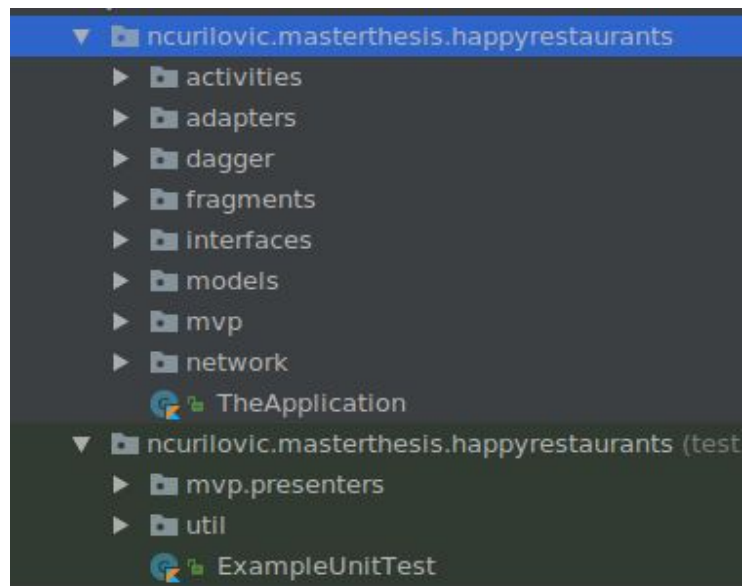 ncurilovic.masterthesis.happyrestaurants
activities
adapters
dagger
fragments
interfaces
models
mvp
network
TheApplication
ncurilovic.masterthesis.happyrestaurants (test
mvp.presenters
util
ExampleUnitTest